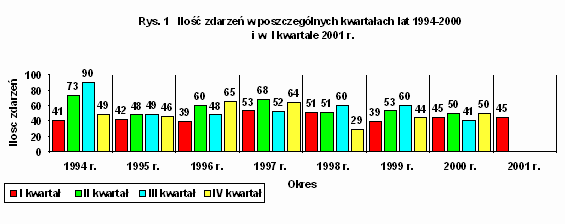 Rys. 1 Ilość zdarzeń w poszczególnych kwartałach lat 1994-2000
i w I kwartale 2001 r.
Ilość zdarzeń
100
80
60
40
20
0
41 73 90 49 42 48 49 46 39 60 48 65 53 68 52 64 51 51 60 29 39 53 60 44 45 50 41 50 45
1994 r. 1995 r. 1996 r. 1997 r. 1998 r. 1999 r. 2000 r. 2001 r.
Okres
I kwartał II kwartał III kwartał IV kwartał